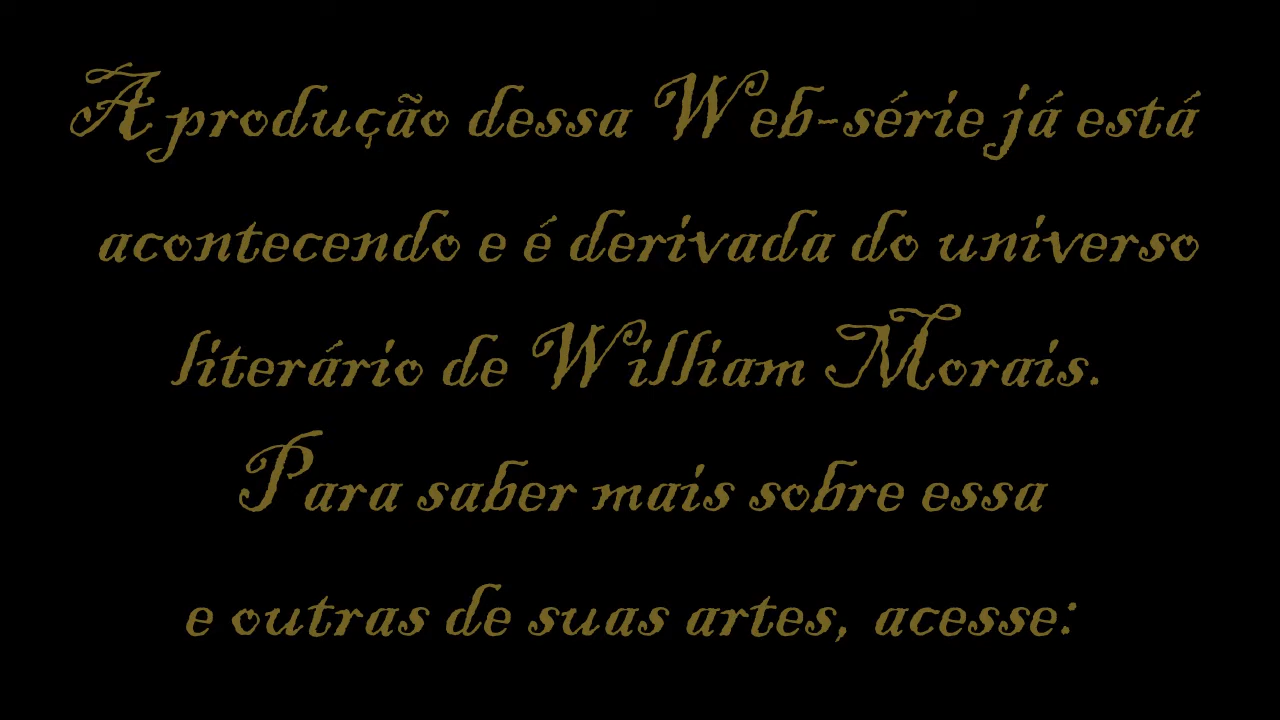 A produção dessa Web-série já está
acontecendo e é derivada do universo
literário de William Morais.
Para saber mais sobre essa
e outras de suas artes, acesse: